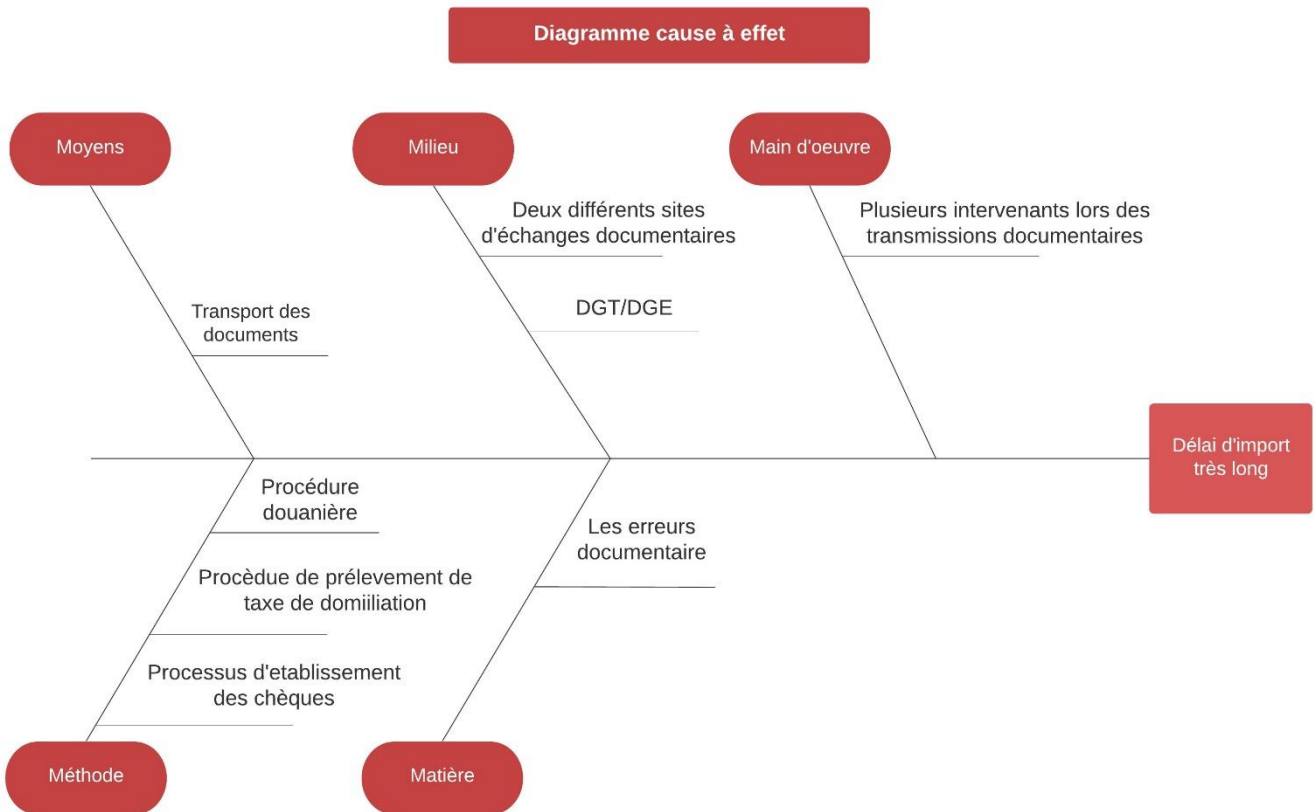 Diagramme cause à effet
Moyens
Milieu
Main d'oeuvre
Deux différents sites
d'échanges documentaires
Plusieurs intervenants lors des
transmissions documentaires
Transport des
documents
DGT/DGE
Délai d'import
très long
Procédure
douanière
Les erreurs
documentaire
Procèdue de prélevement de
taxe de domiiliation
Processus d'etablissement
des chèques
Méthode
Matière